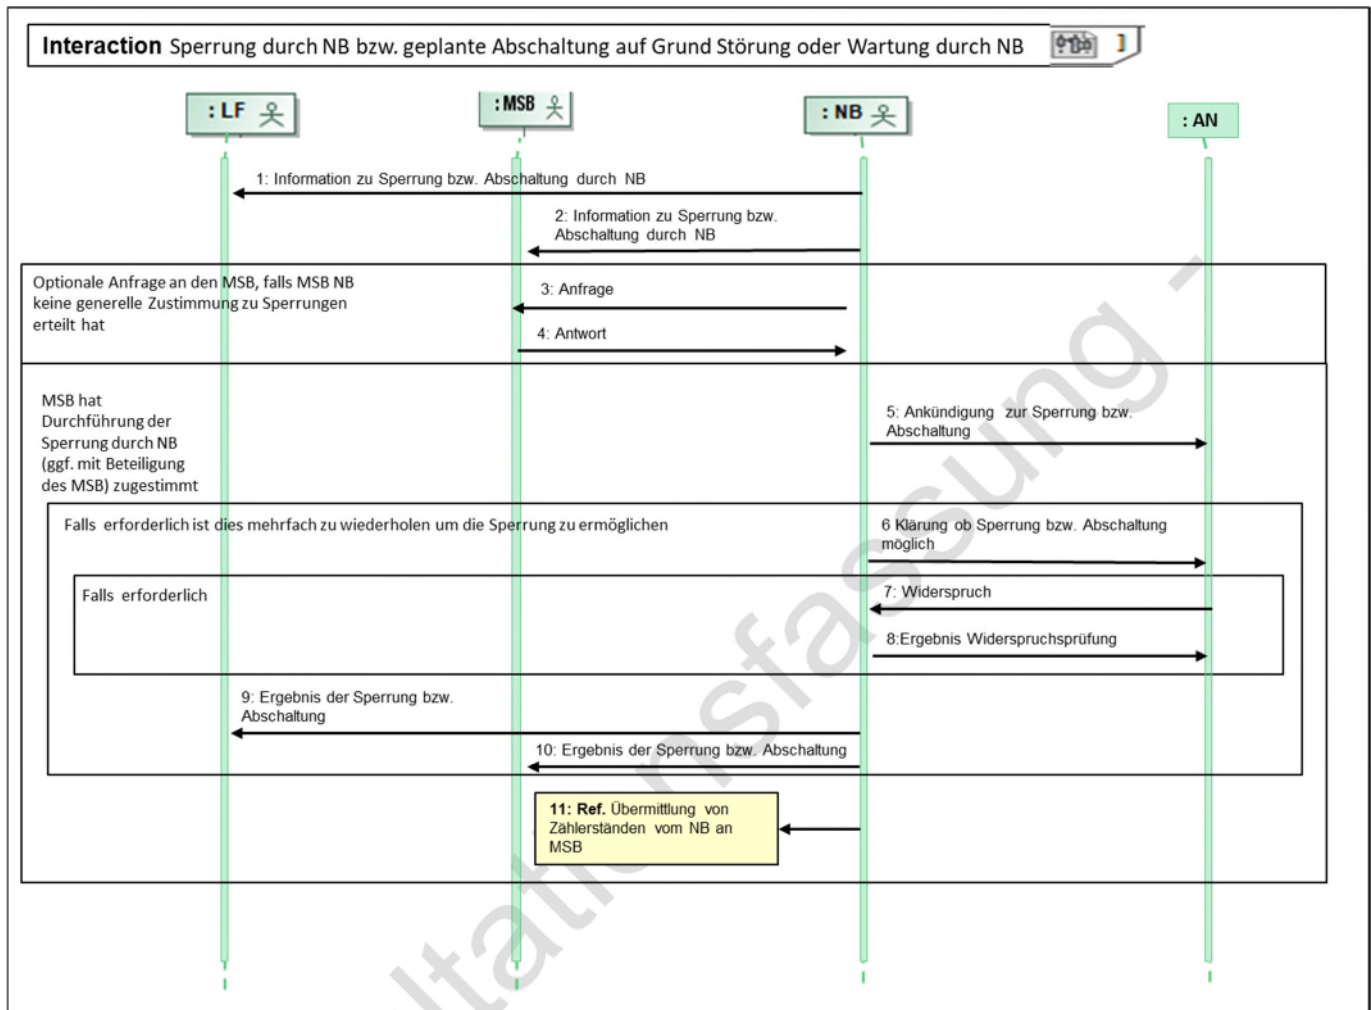 Interaction Sperrung durch NB bzw. geplante Abschaltung auf Grund Störung oder Wartung durch NB
: LF
: MSB
: NB
: AN
1: Information zu Sperrung bzw. Abschaltung durch NB
2: Information zu Sperrung bzw.
Abschaltung durch NB
Optionale Anfrage an den MSB, falls MSB NB
keine generelle Zustimmung zu Sperrungen
erteilt hat
3: Anfrage
4: Antwort
MSB hat
Durchführung der
Sperrung durch NB
(ggf. mit Beteiligung
des MSB) zugestimmt
5: Ankündigung zur Sperrung bzw.
Abschaltung
Falls erforderlich ist dies mehrfach zu wiederholen um die Sperrung zu ermöglichen
6 Klärung ob Sperrung bzw. Abschaltung
möglich
Falls erforderlich
7: Widerspruch
8:Ergebnis Widerspruchsprüfung
9: Ergebnis der Sperrung bzw.
Abschaltung
10: Ergebnis der Sperrung bzw. Abschaltung
11: Ref. Übermittlung von
Zählerständen vom NB an
MSB
ltationsfassung -